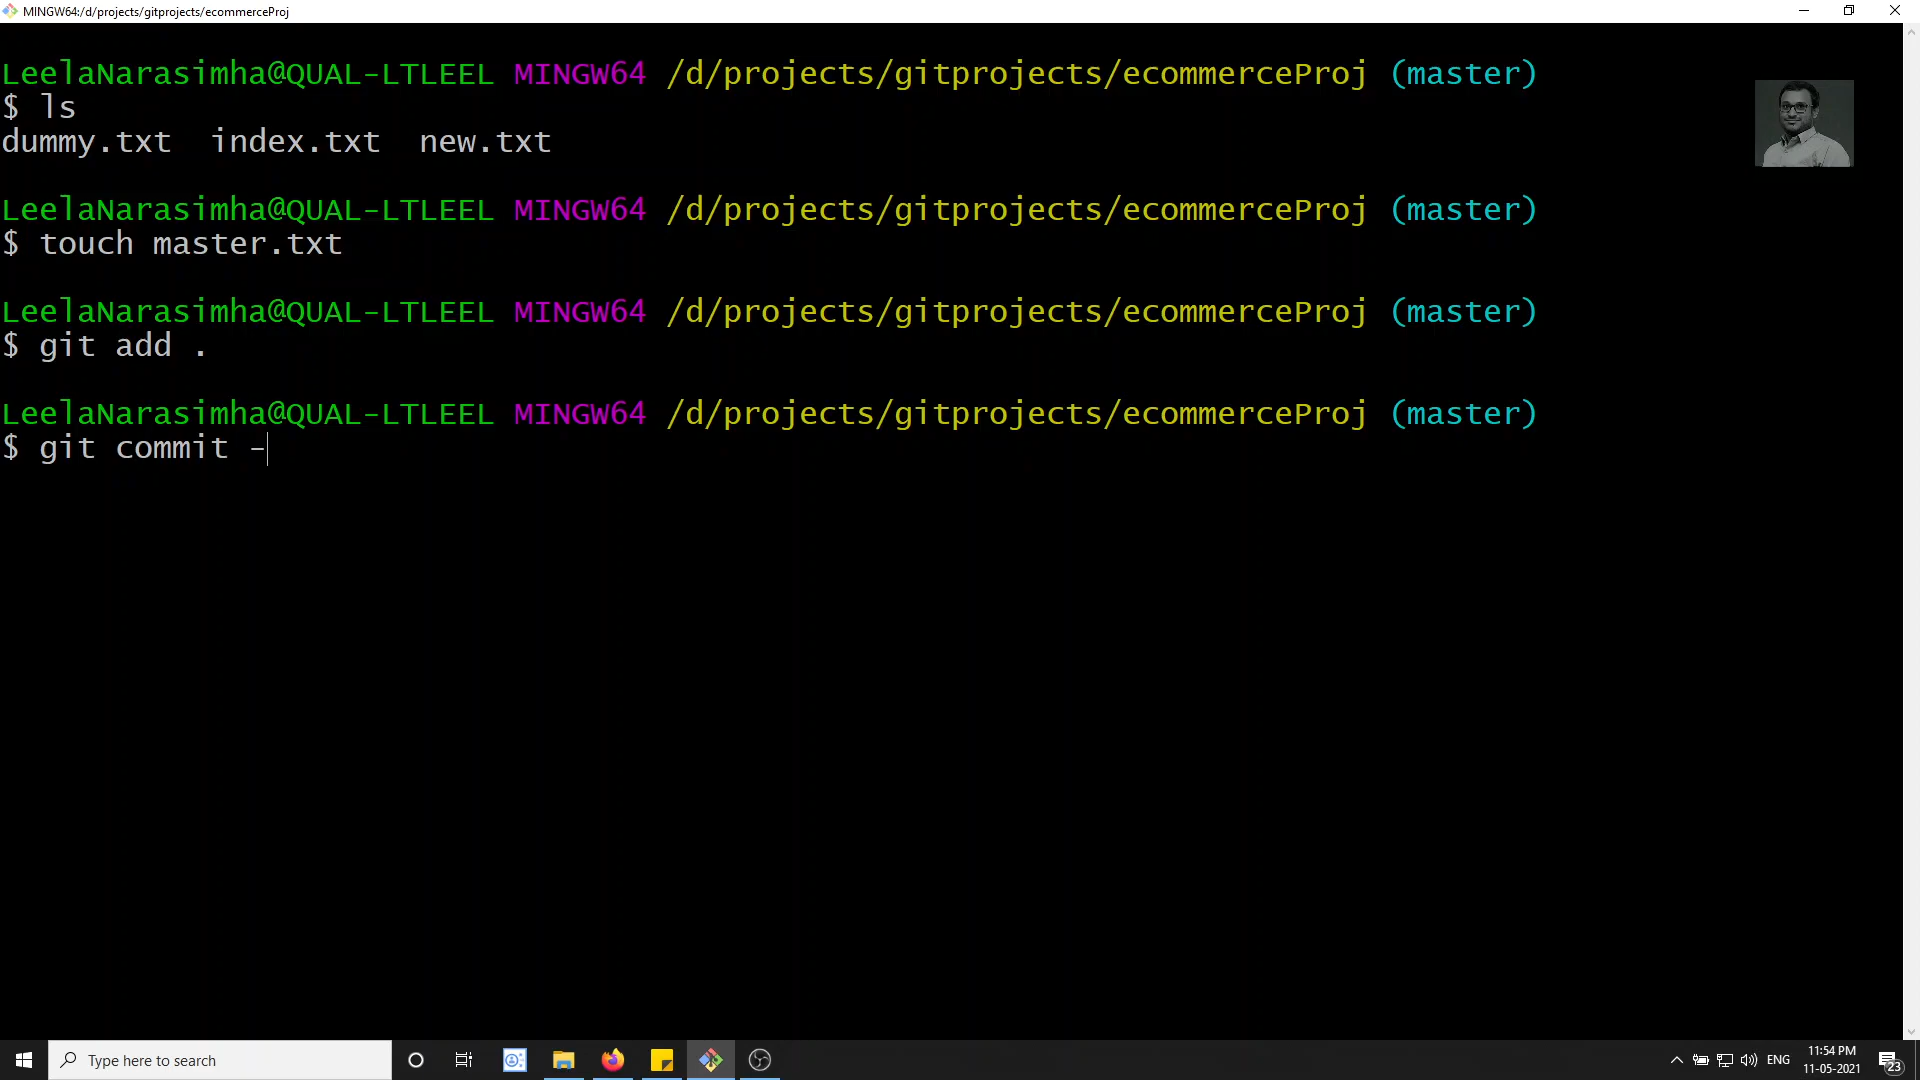 MINGW64:/d/projects/gitprojects/ecommerceProj
LeelaNarasimha@QUAL-LTLEEL MINGW64 /d/projects/gitprojects/ecommerceProj (master)
$ ls
dummy.txt  index.txt  new.txt
LeelaNarasimha@QUAL-LTLEEL MINGW64 /d/projects/gitprojects/ecommerceProj (master)
$ touch master.txt
LeelaNarasimha@QUAL-LTLEEL MINGW64 /d/projects/gitprojects/ecommerceProj (master)
$ git add .
LeelaNarasimha@QUAL-LTLEEL MINGW64 /d/projects/gitprojects/ecommerceProj (master)
$ git commit -
Type here to search
ENG
11:54 PM
11-05-2021
23